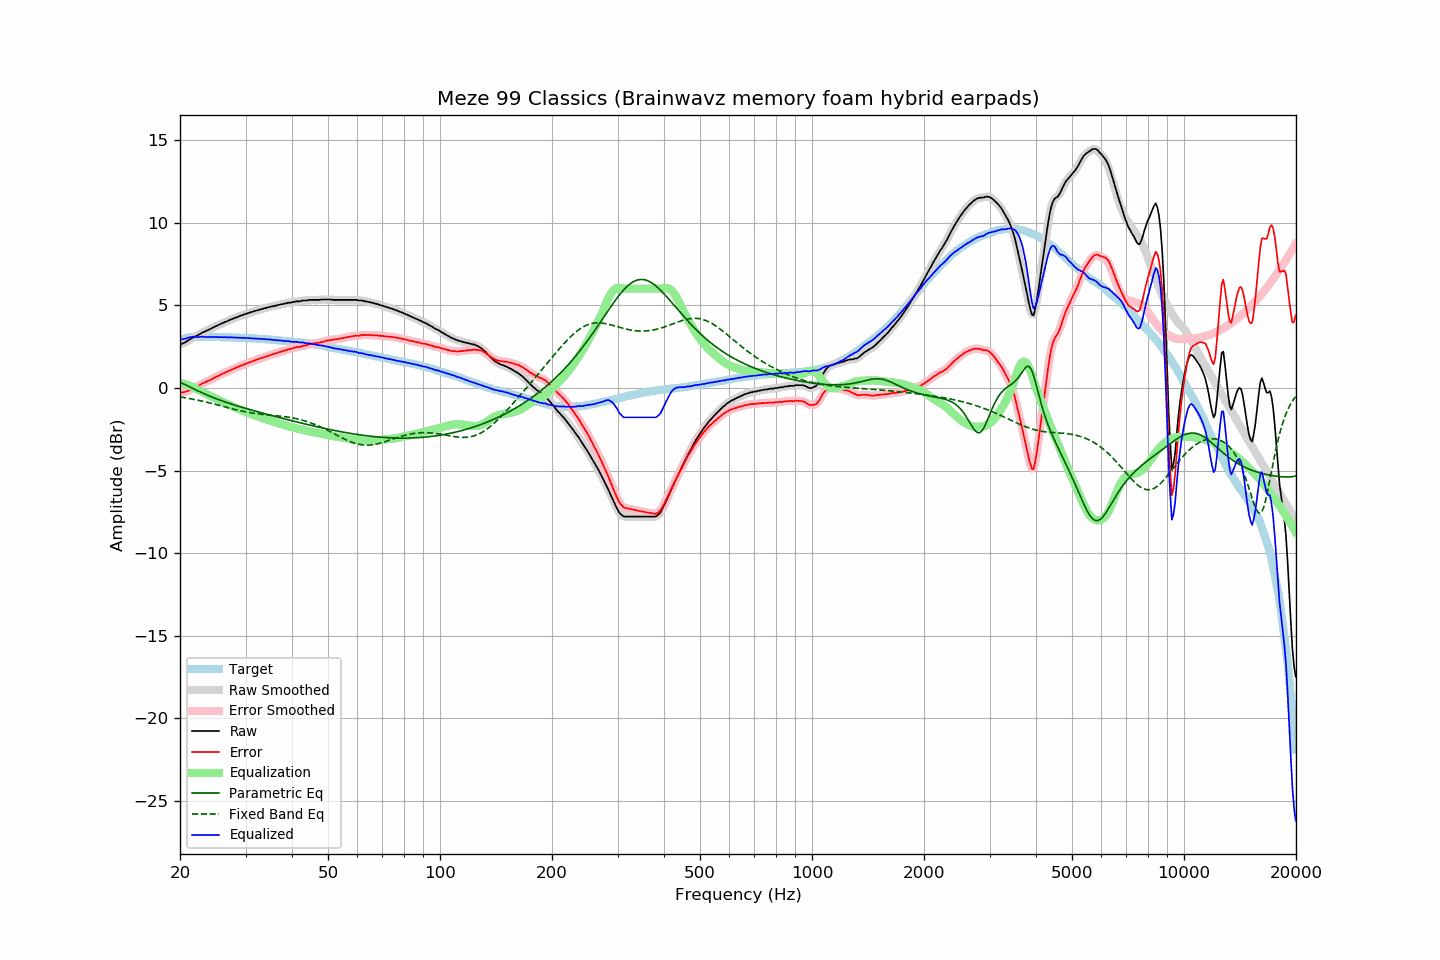 Meze 99 Classics (Brainwavz memory foam hybrid earpads)
15
10
5
0
−5
−10
−15
−20
−25
Amplitude (dBr)
Target
Raw Smoothed
Error Smoothed
Raw
Error
Equalization
Parametric Eq
Fixed Band Eq
Equalized
20 50 100 200 500 1000 2000 5000 10000 20000
Frequency (Hz)